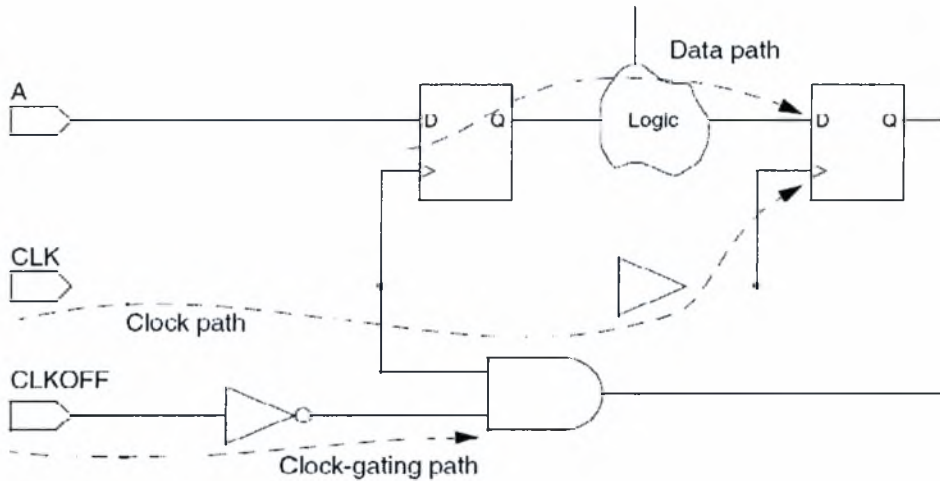 Data path
A
D
Q
Logic
D
Q
CLK
Clock path
CLKOFF
Clock-gating path